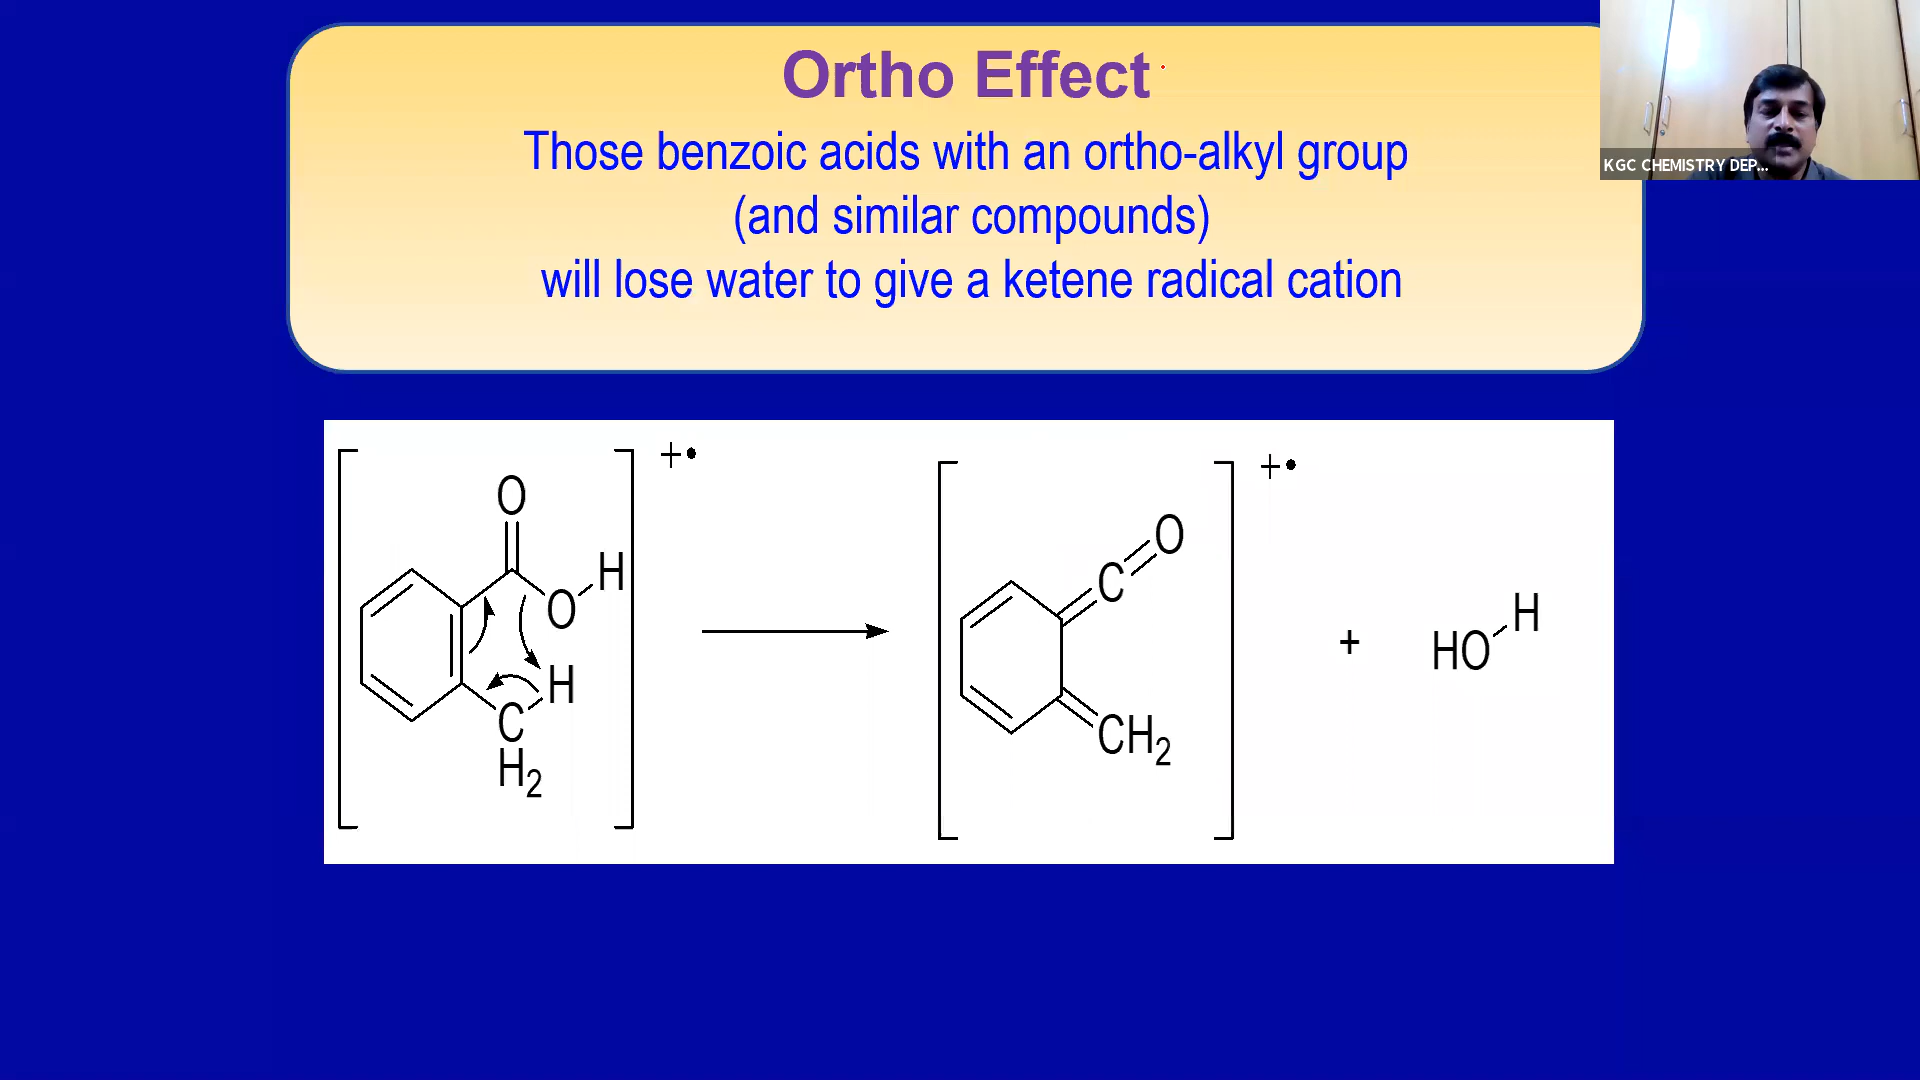 Ortho Effect
Those benzoic acids with an ortho-alkyl group
(and similar compounds)
will lose water to give a ketene radical cation
KGC CHEMISTRY DEP...
+•
O
H
O
H
C
H2
+•
O
C
CH2
+
H
HO